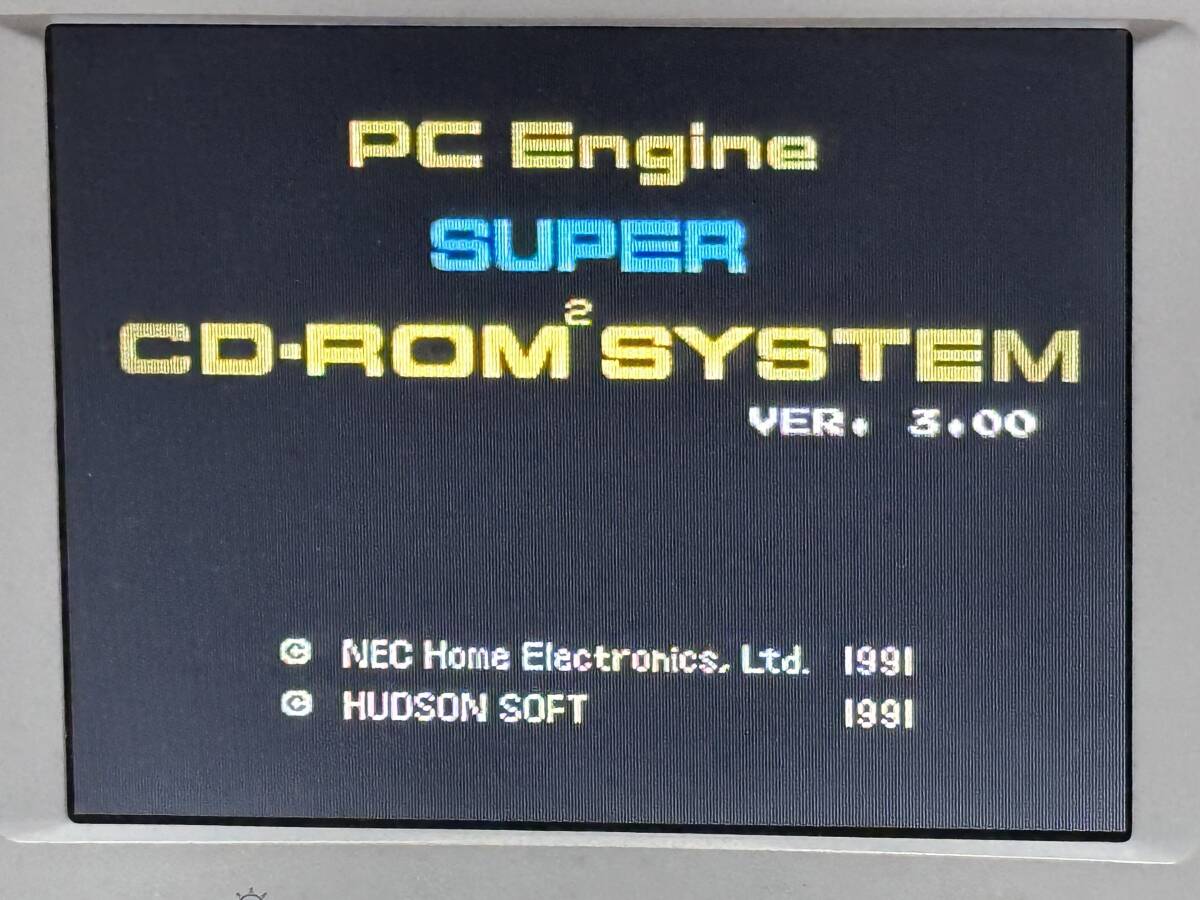 PC Engine
SUPER
CD-ROM² SYSTEM
VER. 3.00
© NEC Home Electronics, Ltd. 1991
© HUDSON SOFT 1991